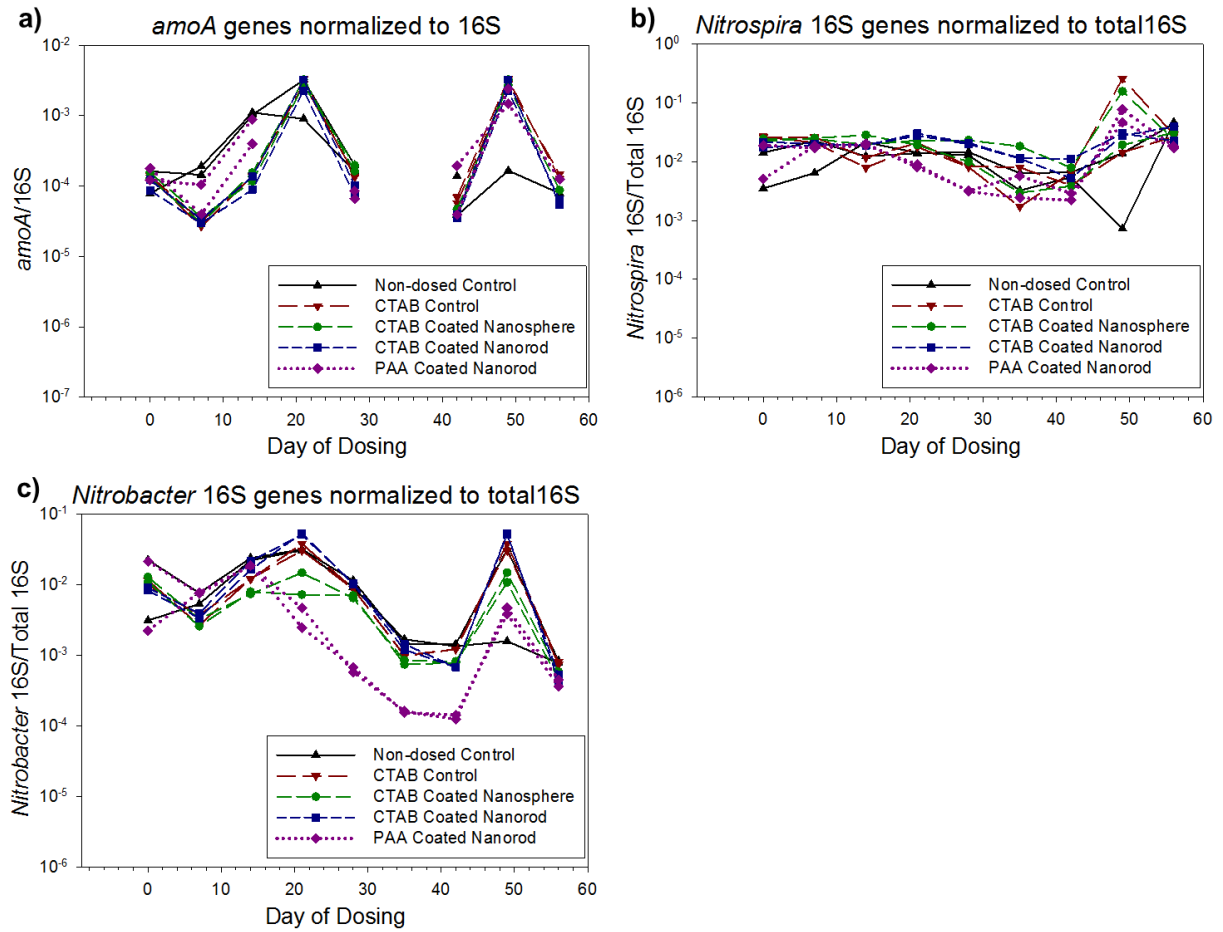 a)
amoA genes normalized to 16S
10-2
10-3
10-4
10-5
10-6
10-7
amoA/16S
Non-dosed Control
CTAB Control
CTAB Coated Nanosphere
CTAB Coated Nanorod
PAA Coated Nanorod
0 10 20 30 40 50 60
Day of Dosing
b)
Nitrospira 16S genes normalized to total16S
100
10-1
10-2
10-3
10-4
10-5
10-6
Nitrospira 16S/Total 16S
Non-dosed Control
CTAB Control
CTAB Coated Nanosphere
CTAB Coated Nanorod
PAA Coated Nanorod
0 10 20 30 40 50 60
Day of Dosing
c)
Nitrobacter 16S genes normalized to total16S
10-1
10-2
10-3
10-4
10-5
10-6
Nitrobacter 16S/Total 16S
Non-dosed Control
CTAB Control
CTAB Coated Nanosphere
CTAB Coated Nanorod
PAA Coated Nanorod
0 10 20 30 40 50 60
Day of Dosing